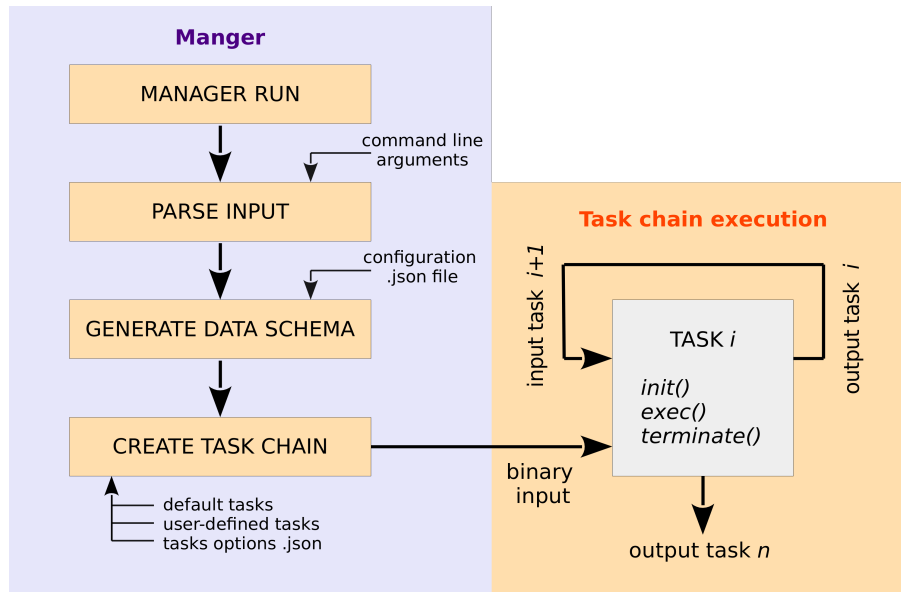 Manger
MANAGER RUN
command line
arguments
PARSE INPUT
configuration
.json file
GENERATE DATA SCHEMA
CREATE TASK CHAIN
default tasks
user-defined tasks
tasks options .json
Task chain execution
input task i+1
output task i
TASK i
init()
exec()
terminate()
binary
input
output task n